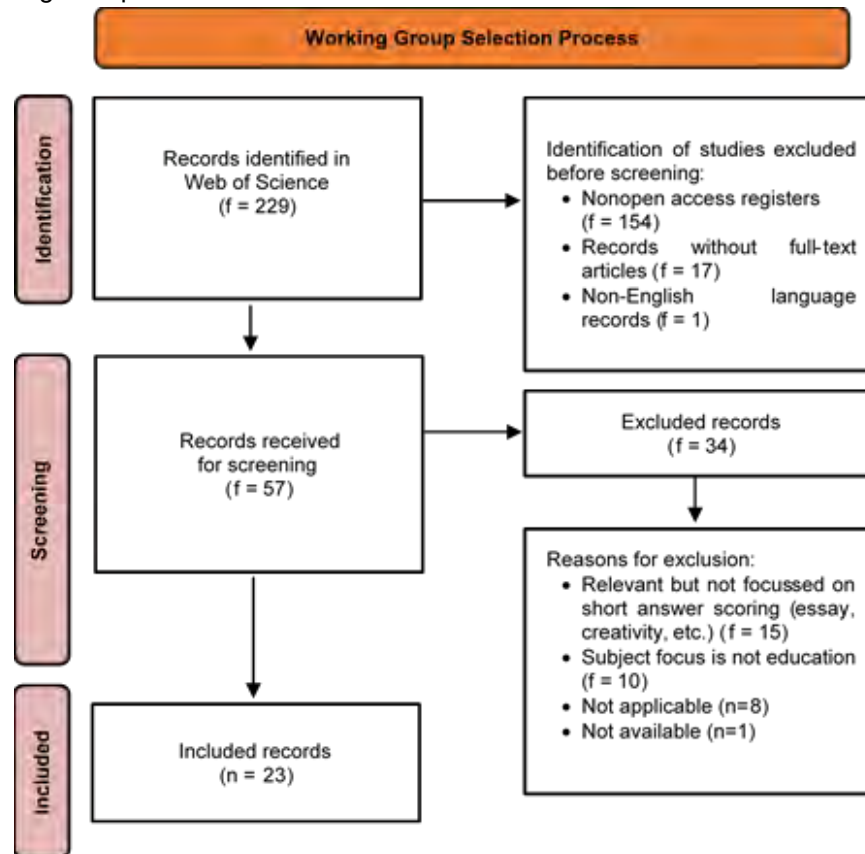 Working Group Selection Process
Identification
Records identified in
Web of Science
(f = 229)
Identification of studies excluded
before screening:
• Nonopen access registers
(f = 154)
• Records without full-text
articles (f = 17)
• Non-English language
records (f = 1)
Screening
Records received
for screening
(f = 57)
Excluded records
(f = 34)
Reasons for exclusion:
• Relevant but not focussed on
short answer scoring (essay,
creativity, etc.) (f = 15)
• Subject focus is not education
(f = 10)
• Not applicable (n=8)
• Not available (n=1)
Included
Included records
(n = 23)